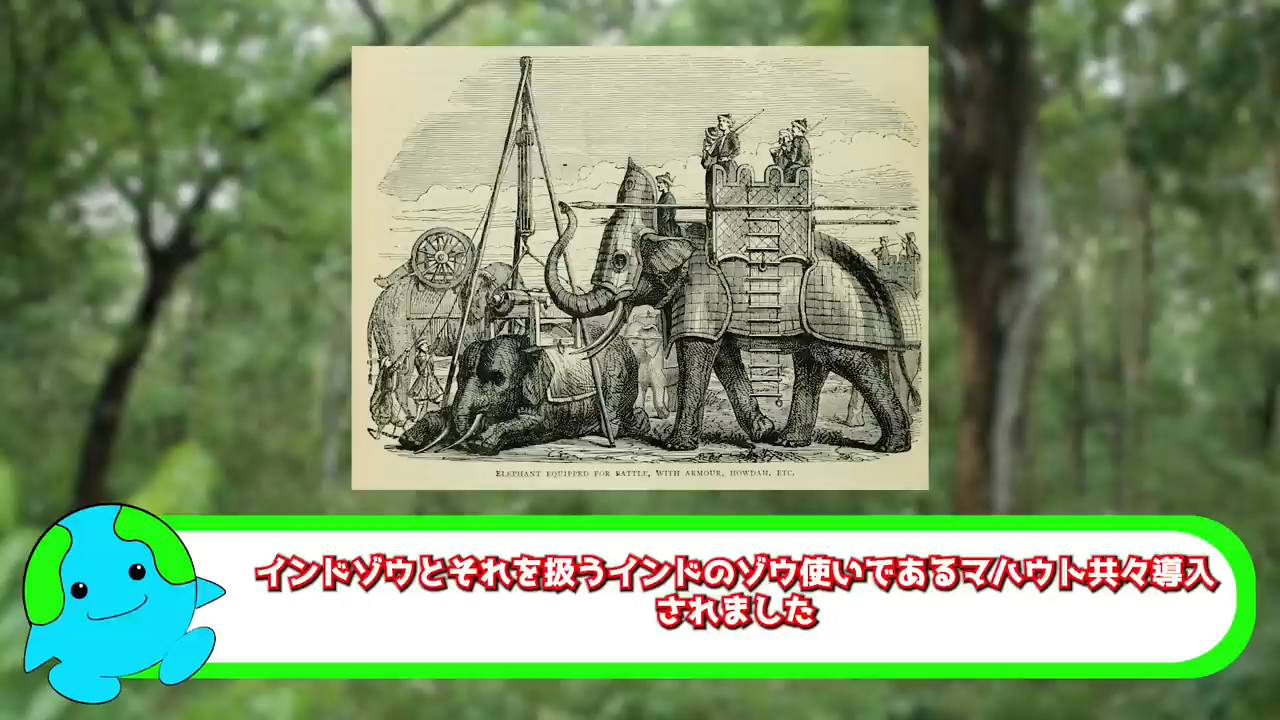 ELEPHANT EQUIPPED FOR BATTLE, WITH ARMOUR, HOWDAH, ETC.
インドゾウとそれを扱うインドのゾウ使いであるマハウト共々導入
されました